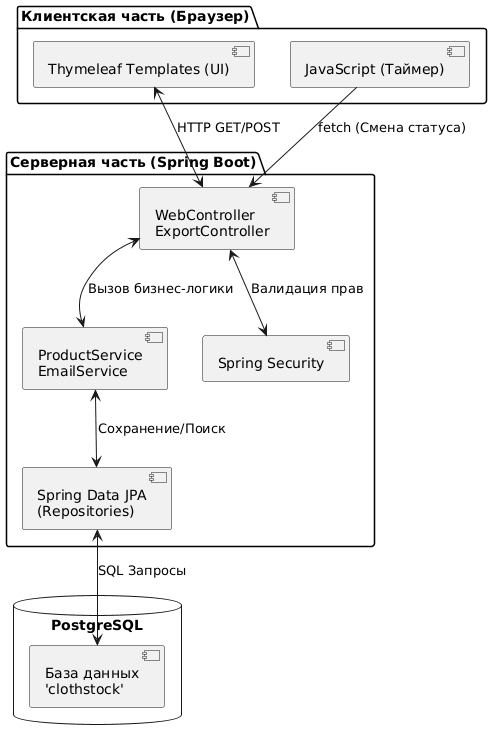 Клиентская часть (Браузер)
Thymeleaf Templates (UI)
JavaScript (Таймер)
HTTP GET/POST
fetch (Смена статуса)
Серверная часть (Spring Boot)
WebController
ExportController
Вызов бизнес-логики
Валидация прав
ProductService
EmailService
Spring Security
Сохранение/Поиск
Spring Data JPA
(Repositories)
SQL Запросы
PostgreSQL
База данных
'clothstock'